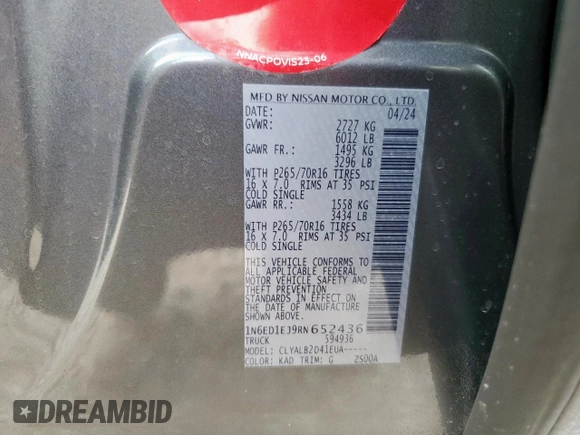 NNACPOVIS23-06
MFD BY NISSAN MOTOR CO., LTD.
DATE: 04/24
GVWR: 2727 KG
6012 LB
GAWR FR.: 1495 KG
3296 LB
WITH P265/70R16 TIRES
16 X 7.0 RIMS AT 35 PSI
COLD SINGLE
GAWR RR.: 1558 KG
3434 LB
WITH P265/70R16 TIRES
16 X 7.0 RIMS AT 35 PSI
COLD SINGLE
THIS VEHICLE CONFORMS TO
ALL APPLICABLE FEDERAL
MOTOR VEHICLE SAFETY AND
THEFT PREVENTION
STANDARDS IN EFFECT ON
THE DATE OF MANUFACTURE
SHOWN ABOVE.
1N6ED1EJ9RN652436
TRUCK 594936
MODEL: CLYALB2D41EUA-----
COLOR: KAD TRIM: G 2S00A
DREAMBID